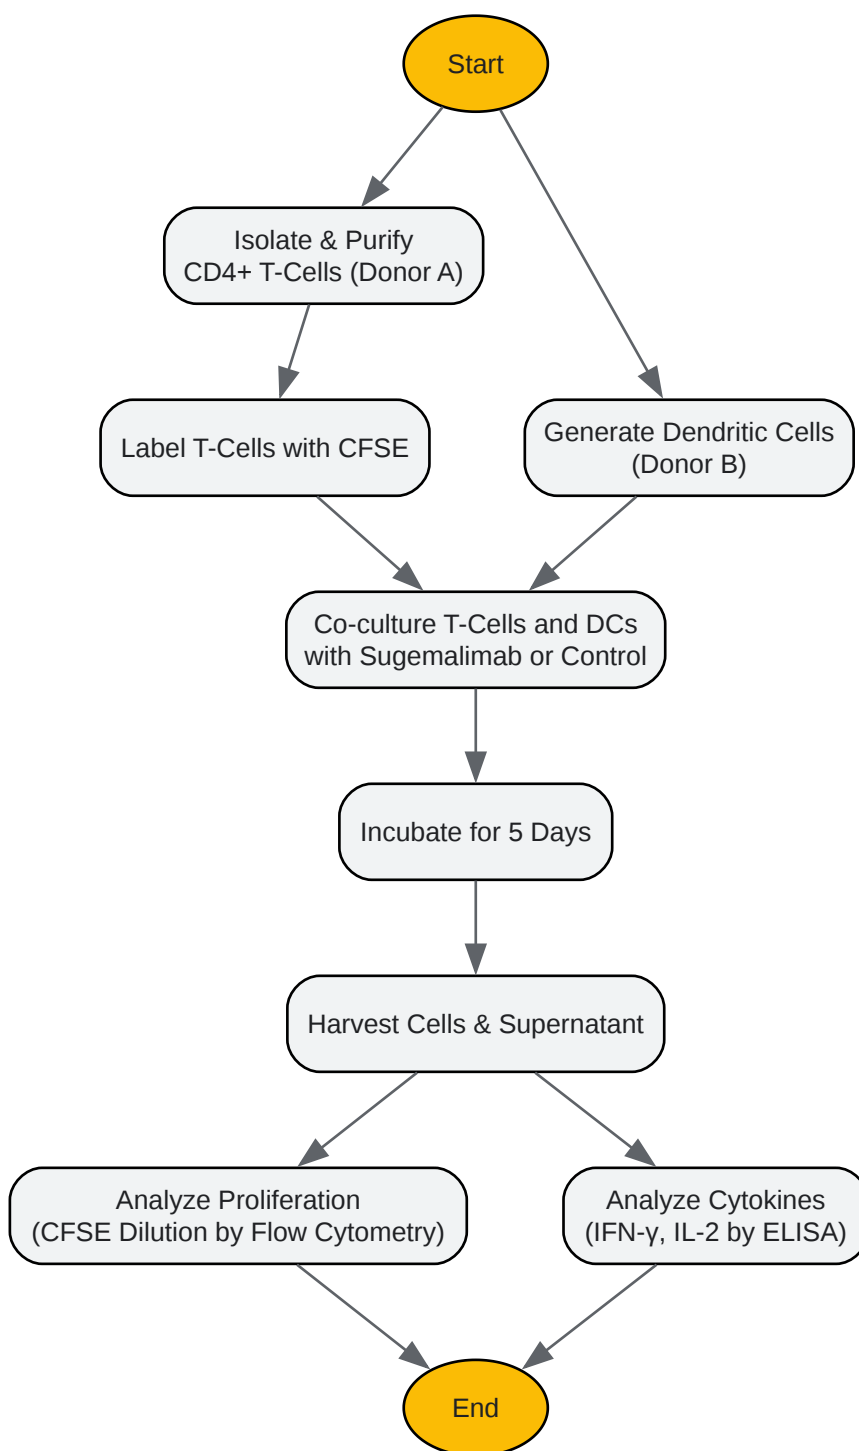 Start
Isolate & Purify
CD4+ T-Cells (Donor A)
Label T-Cells with CFSE
Generate Dendritic Cells
(Donor B)
Co-culture T-Cells and DCs
with Sugemalimab or Control
Incubate for 5 Days
Harvest Cells & Supernatant
Analyze Proliferation
(CFSE Dilution by Flow Cytometry)
Analyze Cytokines
(IFN-γ, IL-2 by ELISA)
End